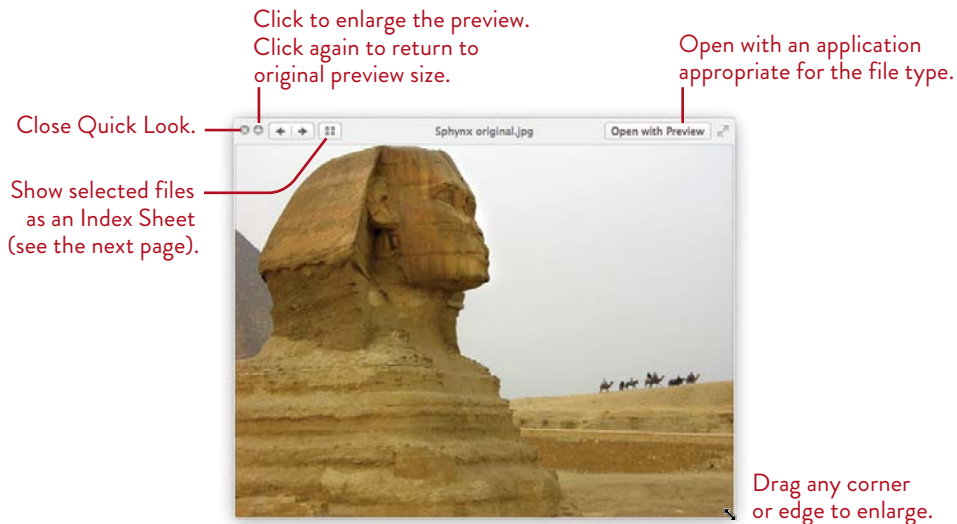 Click to enlarge the preview.
Click again to return to
original preview size.
Open with an application
appropriate for the file type.
Close Quick Look.
Sphynx original.jpg
Open with Preview
Show selected files
as an Index Sheet
(see the next page).
Drag any corner
or edge to enlarge.